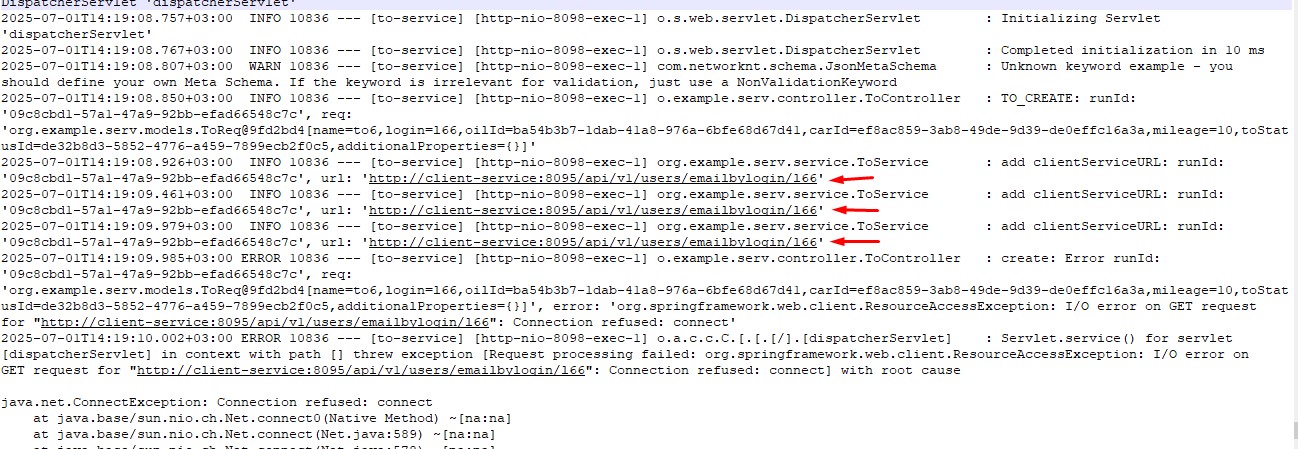 DispatcherServlet 'dispatcherServlet'
2025-07-01T14:19:08.757+03:00  INFO 10836 --- [to-service] [http-nio-8098-exec-1] o.s.web.servlet.DispatcherServlet        : Initializing Servlet
'dispatcherServlet'
2025-07-01T14:19:08.767+03:00  INFO 10836 --- [to-service] [http-nio-8098-exec-1] o.s.web.servlet.DispatcherServlet        : Completed initialization in 10 ms
2025-07-01T14:19:08.807+03:00  WARN 10836 --- [to-service] [http-nio-8098-exec-1] com.networknt.schema.JsonMetaSchema      : Unknown keyword example - you
should define your own Meta Schema. If the keyword is irrelevant for validation, just use a NonValidationKeyword
2025-07-01T14:19:08.850+03:00  INFO 10836 --- [to-service] [http-nio-8098-exec-1] o.example.serv.controller.ToController   : TO_CREATE: runId:
'09c8cbd1-57a1-47a9-92bb-efad66548c7c', req:
'org.example.serv.models.ToReq@9fd2bd4[name=to6,login=l66,oilId=ba54b3b7-1dab-41a8-976a-6bfe68d67d41,carId=ef8ac859-3ab8-49de-9d39-de0effc16a3a,mileage=10,toStat
usId=de32b8d3-5852-4776-a459-7899ecb2f0c5,additionalProperties={}]'
2025-07-01T14:19:08.926+03:00  INFO 10836 --- [to-service] [http-nio-8098-exec-1] org.example.serv.service.ToService       : add clientServiceURL: runId:
'09c8cbd1-57a1-47a9-92bb-efad66548c7c', url: 'http://client-service:8095/api/v1/users/emailbylogin/l66'
2025-07-01T14:19:09.461+03:00  INFO 10836 --- [to-service] [http-nio-8098-exec-1] org.example.serv.service.ToService       : add clientServiceURL: runId:
'09c8cbd1-57a1-47a9-92bb-efad66548c7c', url: 'http://client-service:8095/api/v1/users/emailbylogin/l66'
2025-07-01T14:19:09.979+03:00  INFO 10836 --- [to-service] [http-nio-8098-exec-1] org.example.serv.service.ToService       : add clientServiceURL: runId:
'09c8cbd1-57a1-47a9-92bb-efad66548c7c', url: 'http://client-service:8095/api/v1/users/emailbylogin/l66'
2025-07-01T14:19:09.985+03:00 ERROR 10836 --- [to-service] [http-nio-8098-exec-1] o.example.serv.controller.ToController   : create: Error runId:
'09c8cbd1-57a1-47a9-92bb-efad66548c7c', req:
'org.example.serv.models.ToReq@9fd2bd4[name=to6,login=l66,oilId=ba54b3b7-1dab-41a8-976a-6bfe68d67d41,carId=ef8ac859-3ab8-49de-9d39-de0effc16a3a,mileage=10,toStat
usId=de32b8d3-5852-4776-a459-7899ecb2f0c5,additionalProperties={}]', error: 'org.springframework.web.client.ResourceAccessException: I/O error on GET request
for "http://client-service:8095/api/v1/users/emailbylogin/l66": Connection refused: connect'
2025-07-01T14:19:10.002+03:00 ERROR 10836 --- [to-service] [http-nio-8098-exec-1] o.a.c.c.C.[.[.[/].[dispatcherServlet]    : Servlet.service() for servlet
[dispatcherServlet] in context with path [] threw exception [Request processing failed: org.springframework.web.client.ResourceAccessException: I/O error on
GET request for "http://client-service:8095/api/v1/users/emailbylogin/l66": Connection refused: connect] with root cause
java.net.ConnectException: Connection refused: connect
at java.base/sun.nio.ch.Net.connect0(Native Method) ~[na:na]
at java.base/sun.nio.ch.Net.connect(Net.java:589) ~[na:na]